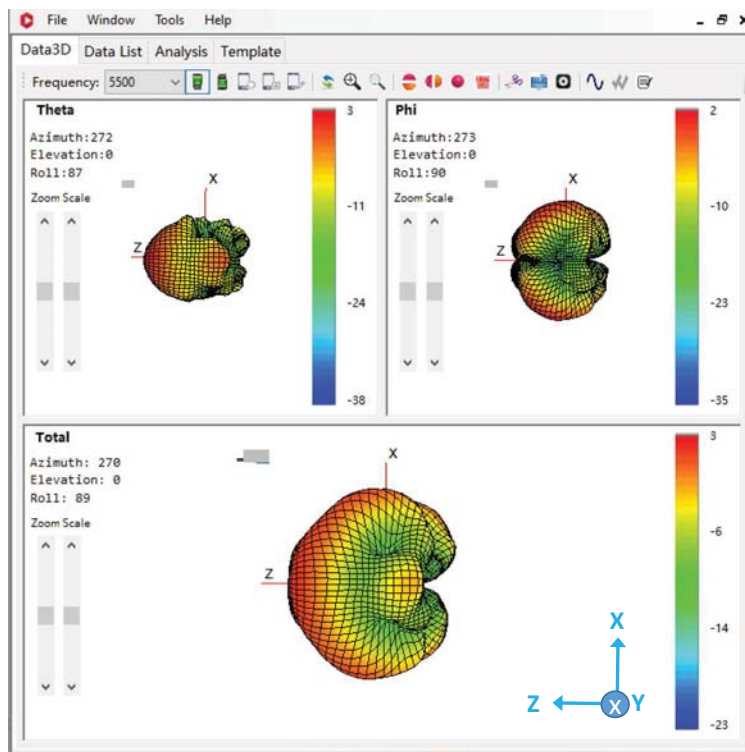 File Window Tools Help
Data3D Data List Analysis Template
Frequency: 5500
Theta
Azimuth:272
Elevation:0
Roll:87
Zoom Scale
X
Z
3
-11
-24
-38
Phi
Azimuth:273
Elevation:0
Roll:90
Zoom Scale
X
Z
2
-10
-23
-35
Total
Azimuth: 270
Elevation: 0
Roll: 89
Zoom Scale
X
Z
3
-6
-14
-23
X
Z X Y